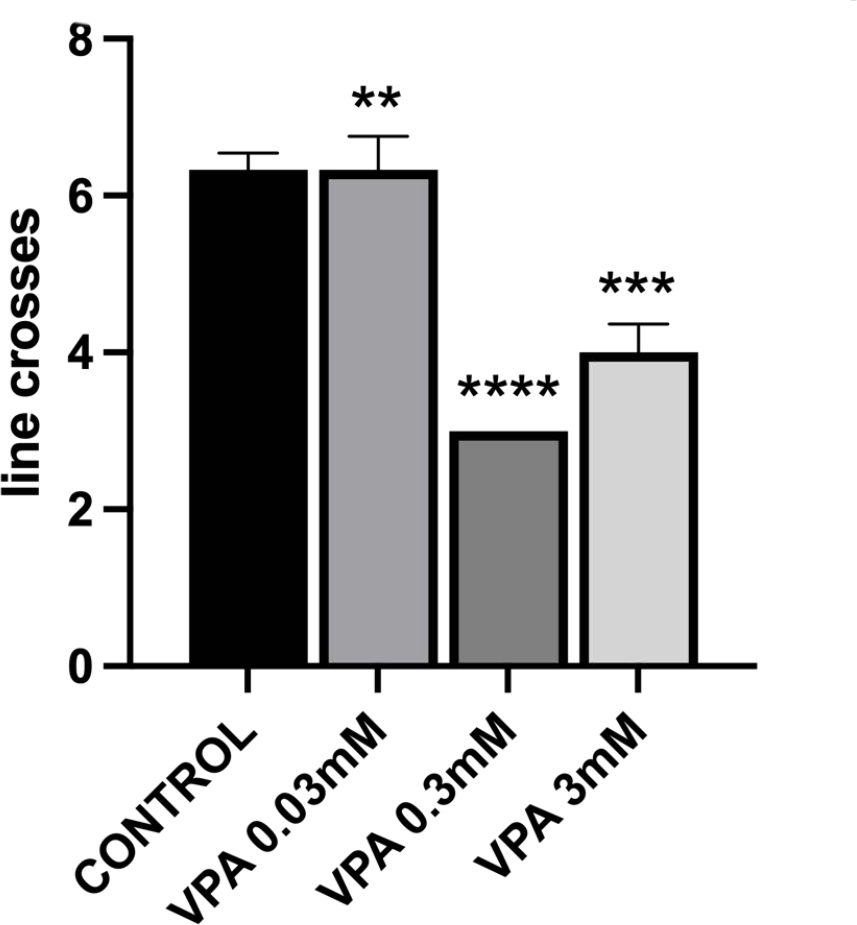 8
**
6
***
4
****
2
0
line crosses
CONTROL
VPA 0.03mM
VPA 0.3mM
VPA 3mM